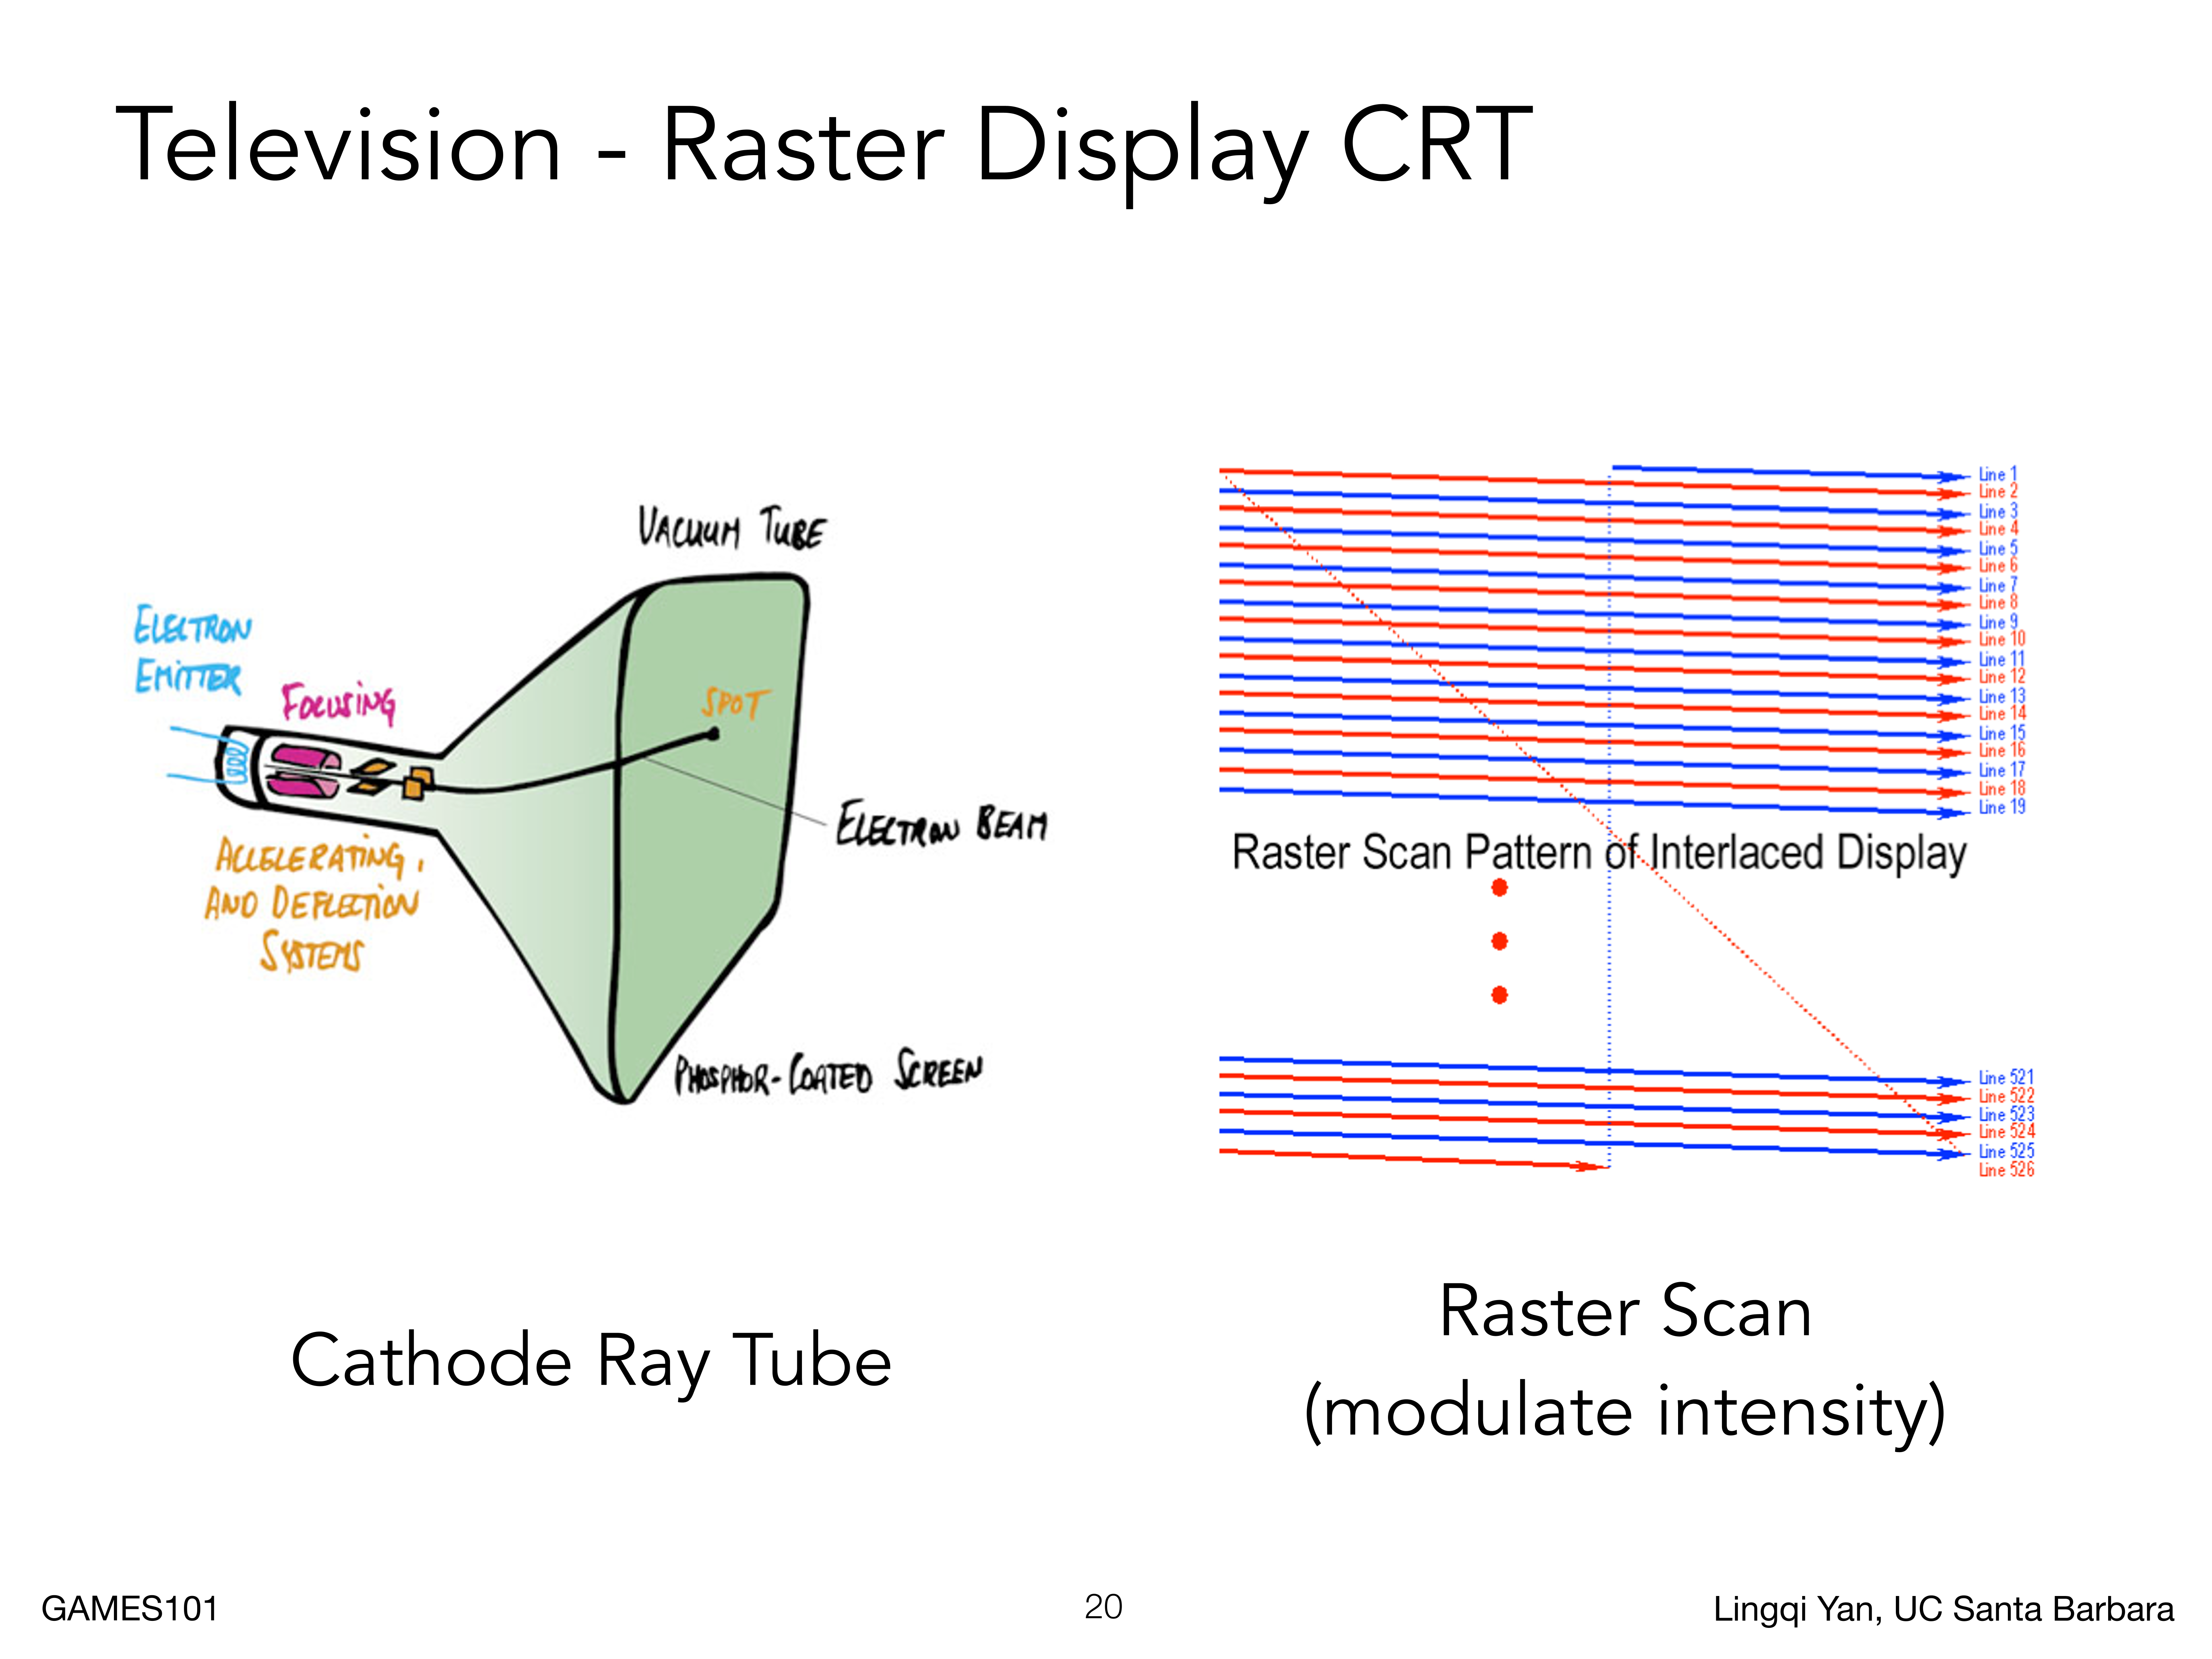 Television - Raster Display CRT
VACUUM TUBE
ELECTRON
EMITTER
FOCUSING
SPOT
ELECTRON BEAM
ACCELERATING,
AND DEFLECTION
SYSTEMS
PHOSPHOR-COATED SCREEN
Cathode Ray Tube
Line 1
Line 2
Line 3
Line 4
Line 5
Line 6
Line 7
Line 8
Line 9
Line 10
Line 11
Line 12
Line 13
Line 14
Line 15
Line 16
Line 17
Line 18
Line 19
Raster Scan Pattern of Interlaced Display
Line 521
Line 522
Line 523
Line 524
Line 525
Line 526
Raster Scan
(modulate intensity)
GAMES101
20
Lingqi Yan, UC Santa Barbara